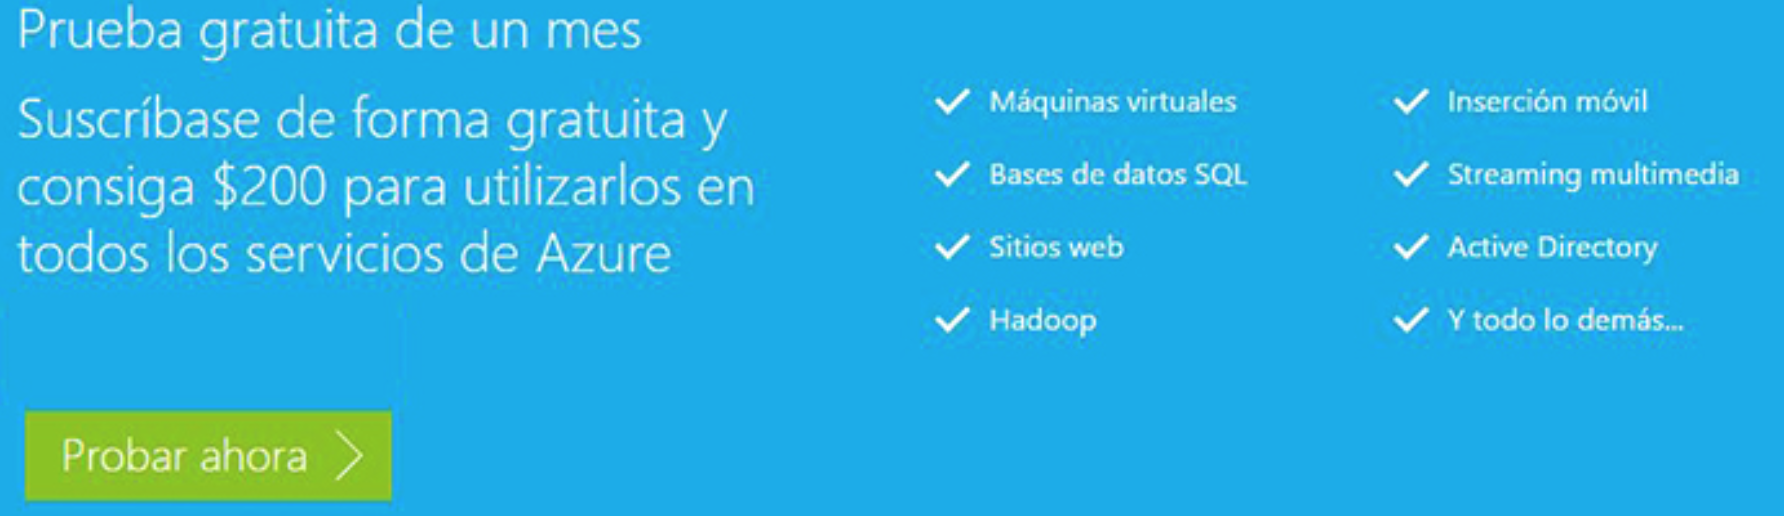 Prueba gratuita de un mes
Suscríbase de forma gratuita y
consiga $200 para utilizarlos en
todos los servicios de Azure
Probar ahora
Máquinas virtuales
Bases de datos SQL
Sitios web
Hadoop
Inserción móvil
Streaming multimedia
Active Directory
Y todo lo demás...